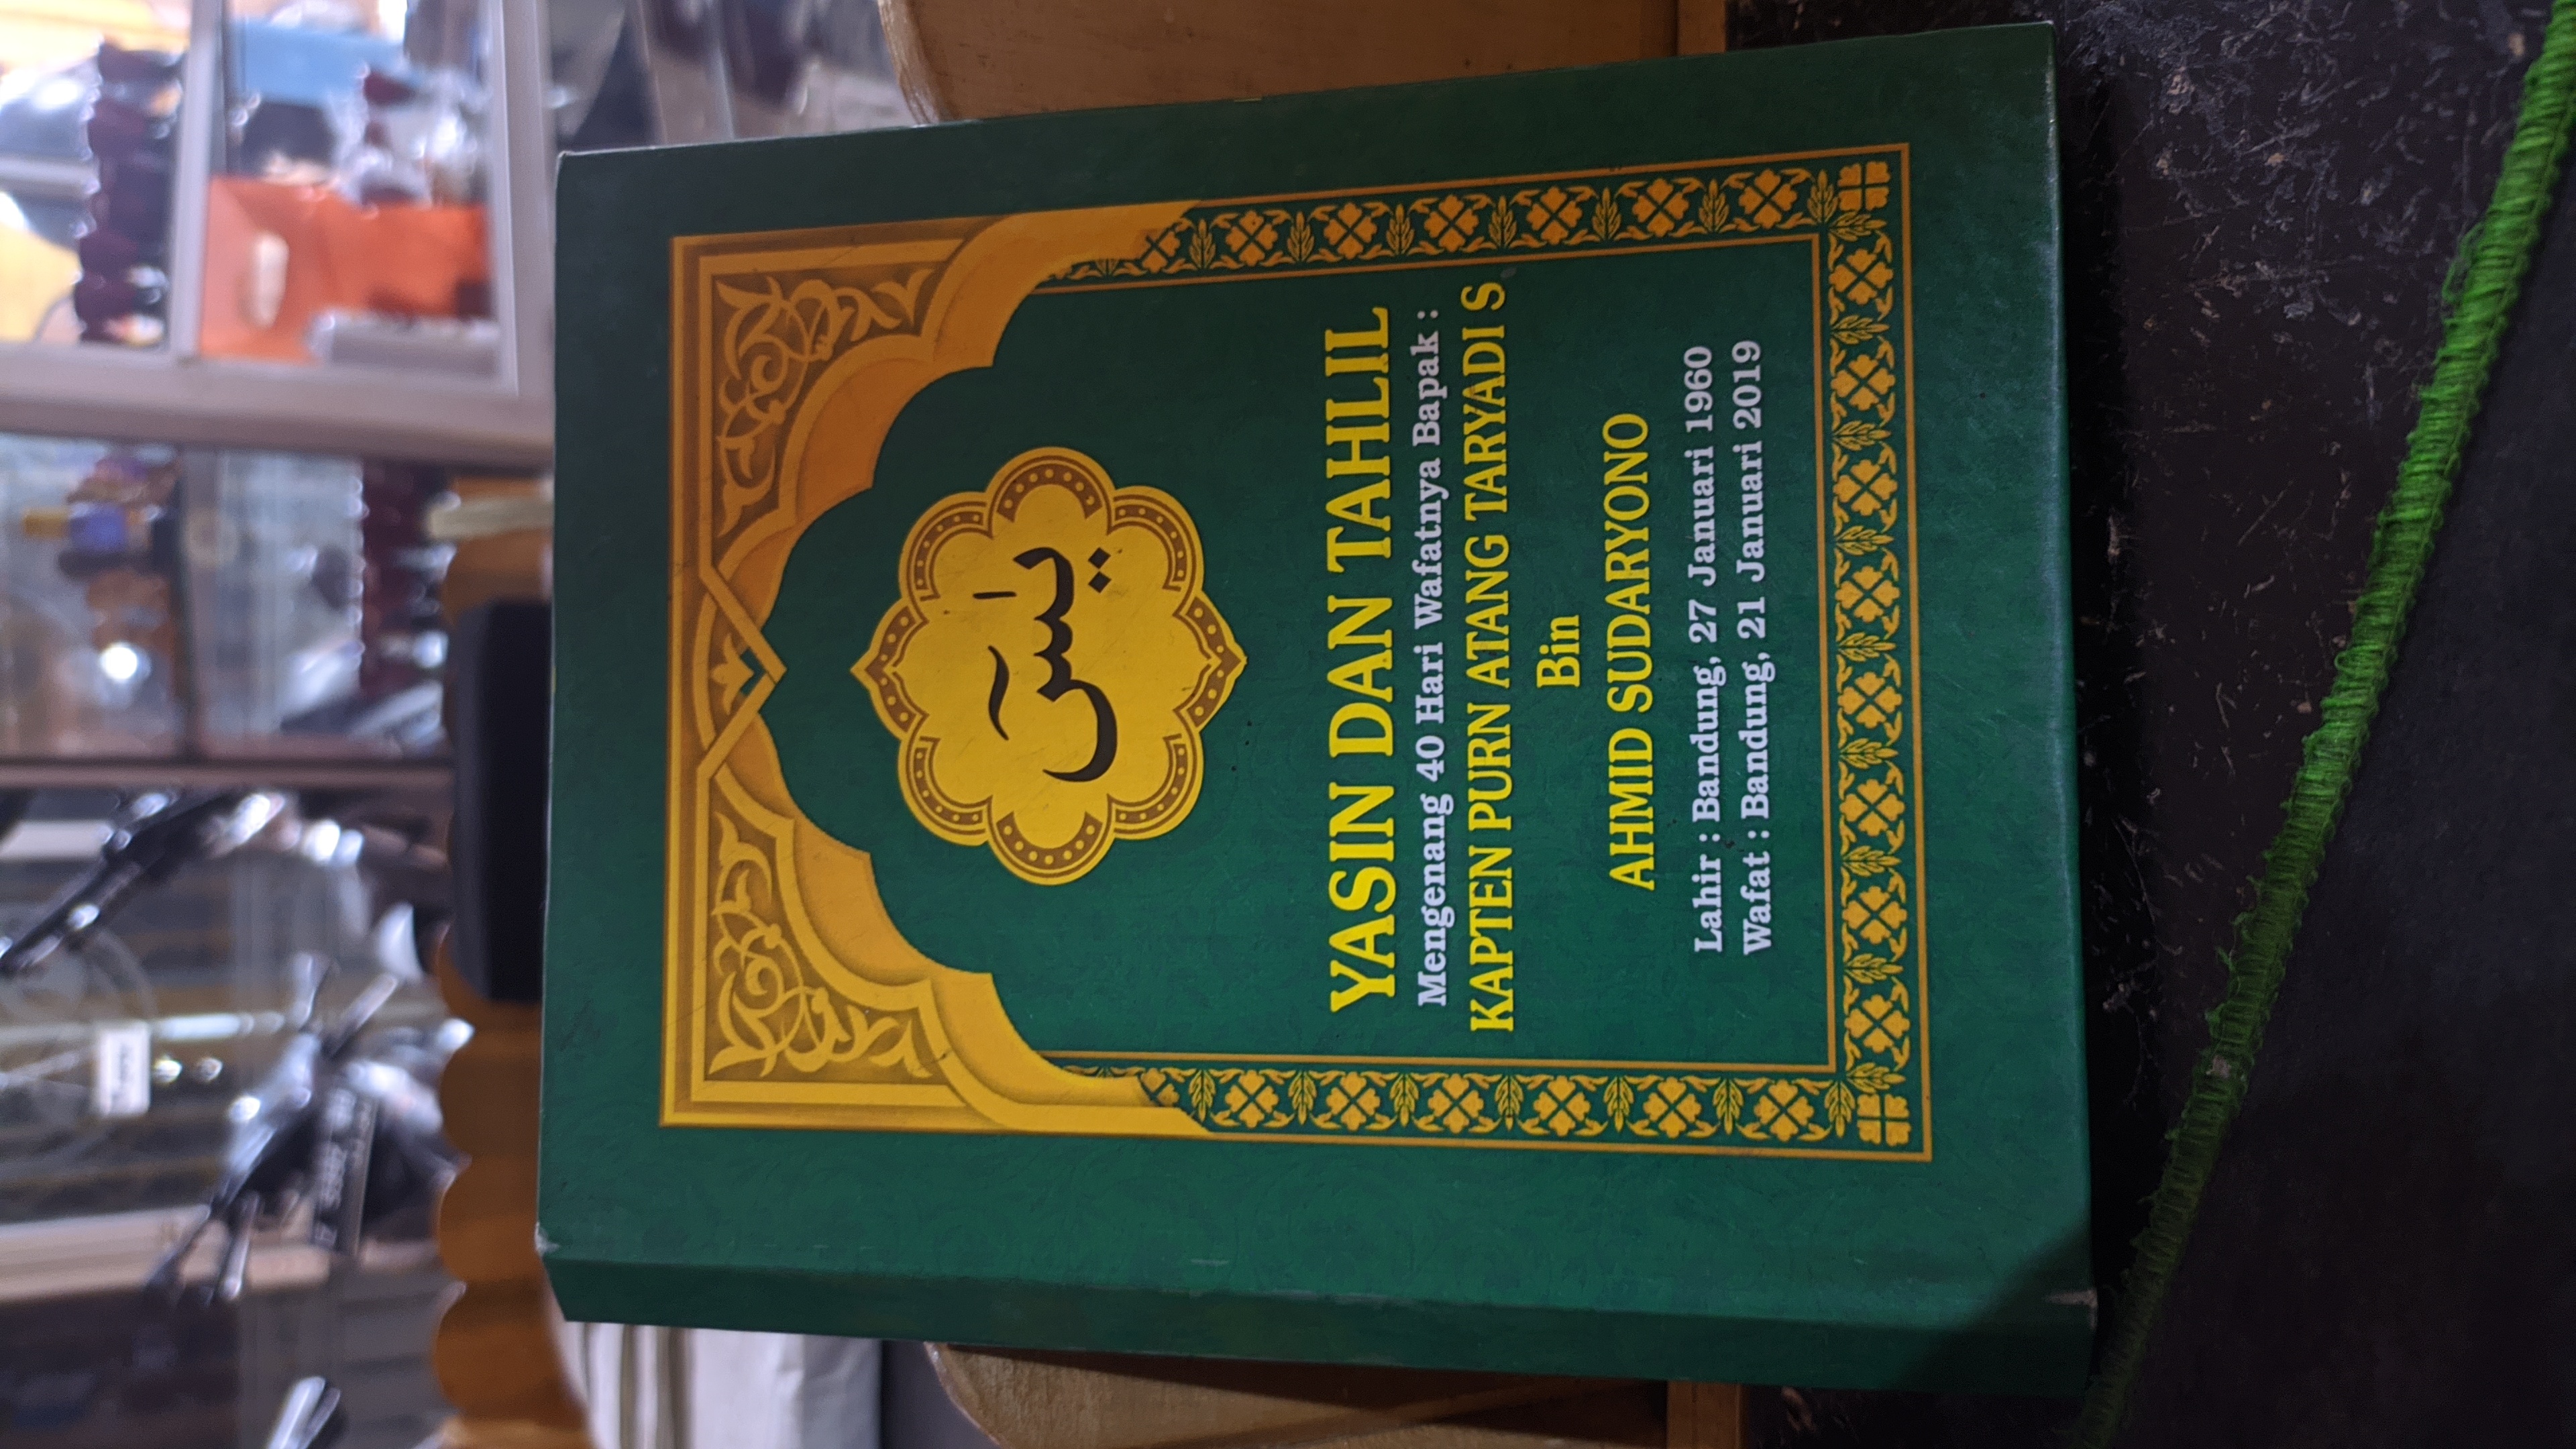 يٰسٓ
YASIN DAN TAHLIL
Mengenang 40 Hari Wafatnya Bapak :
KAPTEN PURN ATANG TARYADI S
Bin
AHMID SUDARYONO
Lahir : Bandung, 27 Januari 1960
Wafat : Bandung, 21 Januari 2019